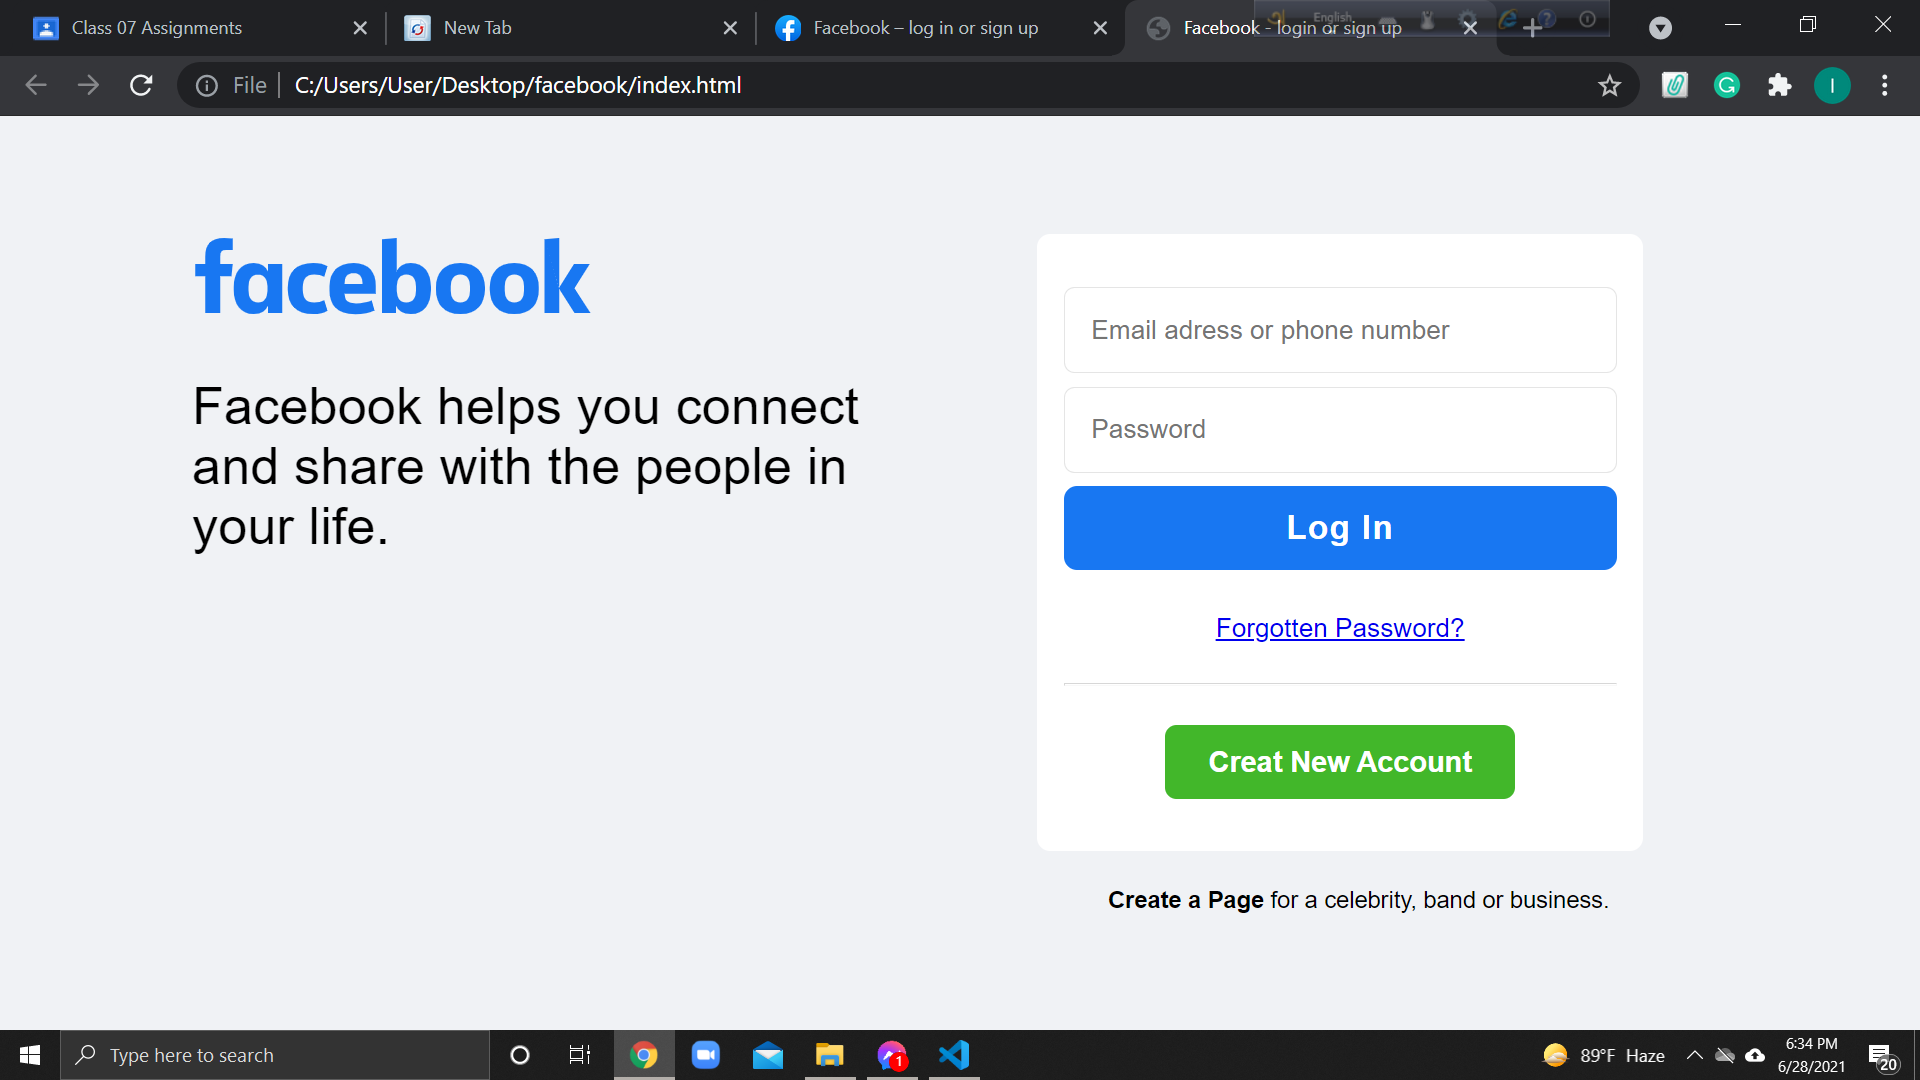 Class 07 Assignments
New Tab
Facebook – log in or sign up
Facebook - login or sign up
English
File
C:/Users/User/Desktop/facebook/index.html
I
facebook
Facebook helps you connect
and share with the people in
your life.
Email adress or phone number
Password
Log In
Forgotten Password?
Creat New Account
Create a Page for a celebrity, band or business.
Type here to search
1
89°F Haze
6:34 PM
6/28/2021
20